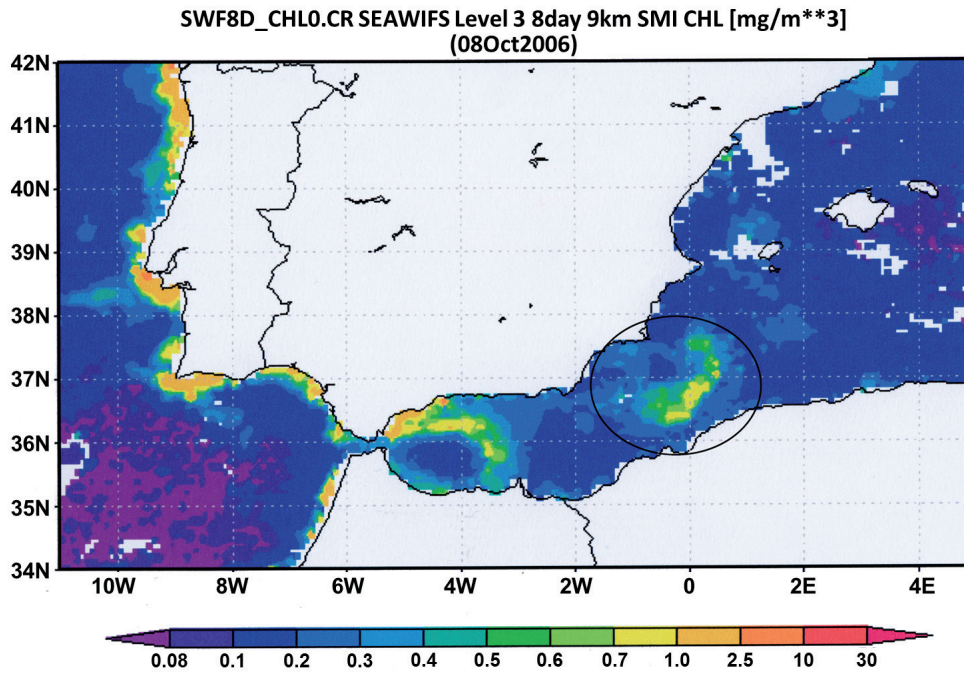 SWF8D_CHL0.CR SEAWIFS Level 3 8day 9km SMI CHL [mg/m**3]
(08Oct2006)
42N
41N
40N
39N
38N
37N
36N
35N
34N
10W 8W 6W 4W 2W 0 2E 4E
0.08 0.1 0.2 0.3 0.4 0.5 0.6 0.7 1.0 2.5 10 30